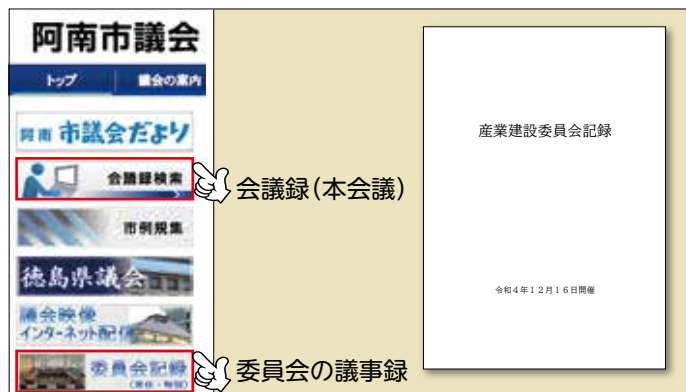 阿南市議会
トップ
議会の案内
阿南 市議会だより
会議録検索
会議録(本会議)
市例規集
徳島県議会
議会映像
インターネット配信
委員会記録
委員会の議事録
産業建設委員会記録
令和4年12月16日開催